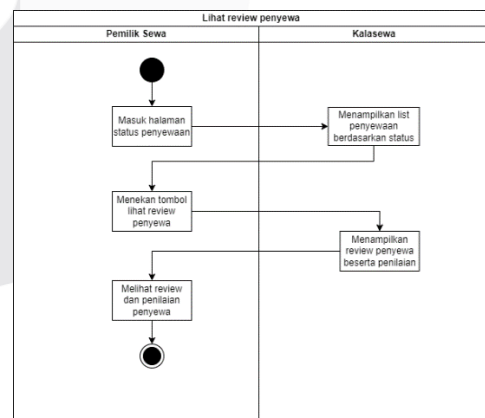 Lihat review penyewa
Pemilik Sewa
Kalasewa
Masuk halaman
status penyewaan
Menampilkan list
penyewaan
berdasarkan status
Menekan tombol
lihat review
penyewa
Menampilkan
review penyewa
beserta penilaian
Melihat review
dan penilaian
penyewa